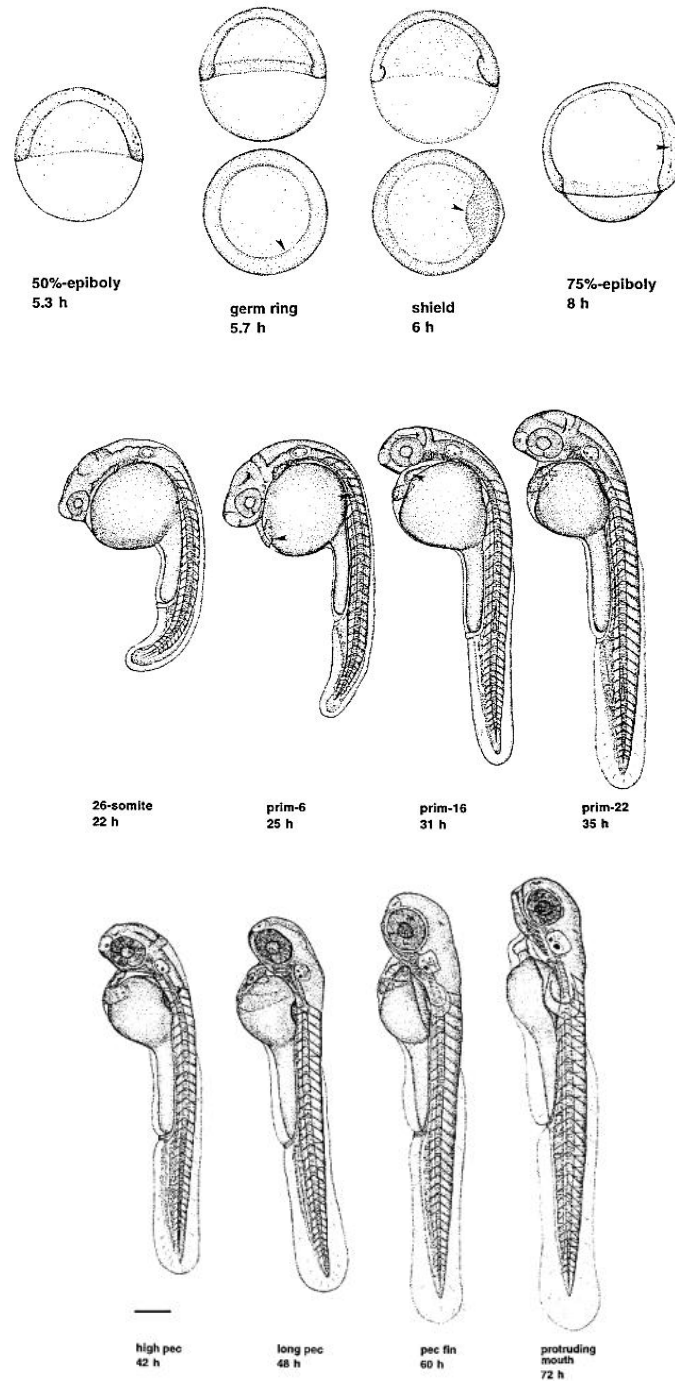 50%-epiboly
5.3 h
germ ring
5.7 h
shield
6 h
75%-epiboly
8 h
26-somite
22 h
prim-6
25 h
prim-16
31 h
prim-22
35 h
high pec
42 h
long pec
48 h
pec fin
60 h
protruding
mouth
72 h